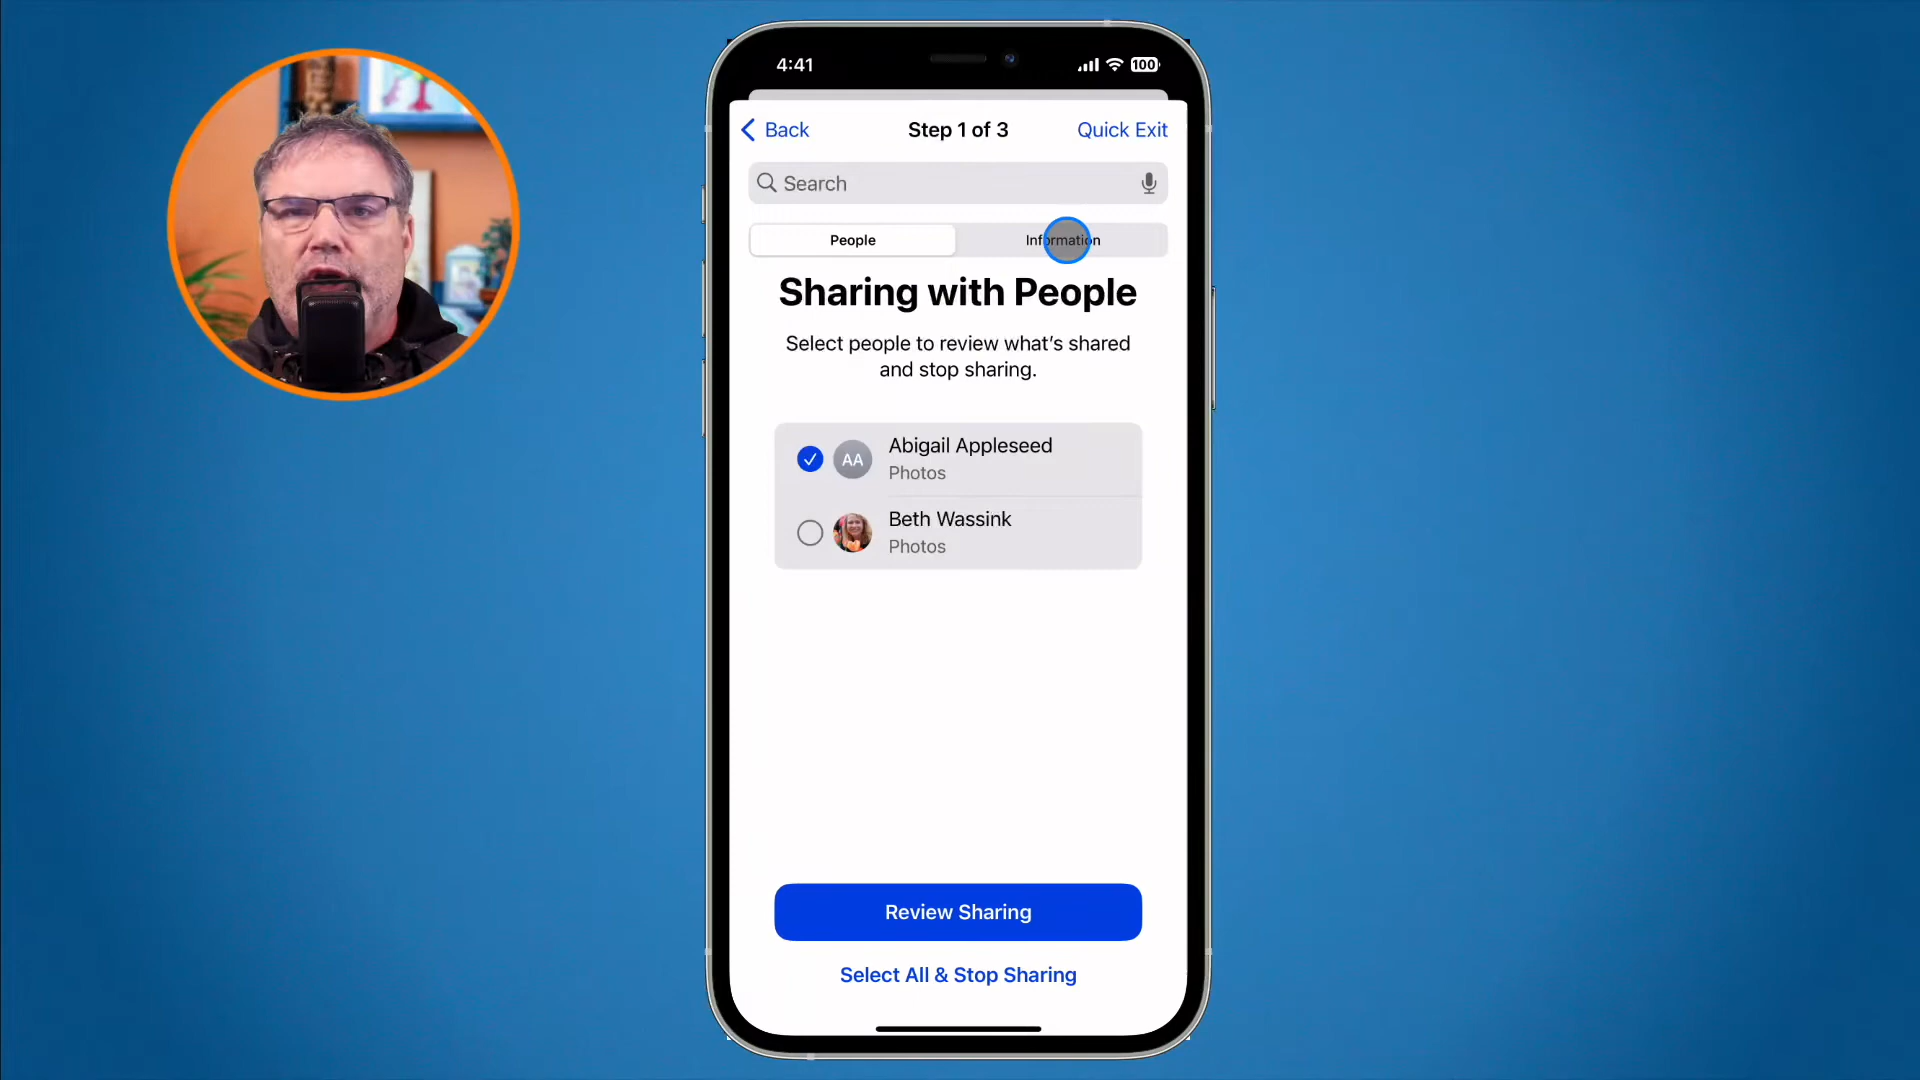 4:41
100
Back
Step 1 of 3
Quick Exit
Search
People
Information
Sharing with People
Select people to review what’s shared
and stop sharing.
AA
Abigail Appleseed
Photos
Beth Wassink
Photos
Review Sharing
Select All & Stop Sharing